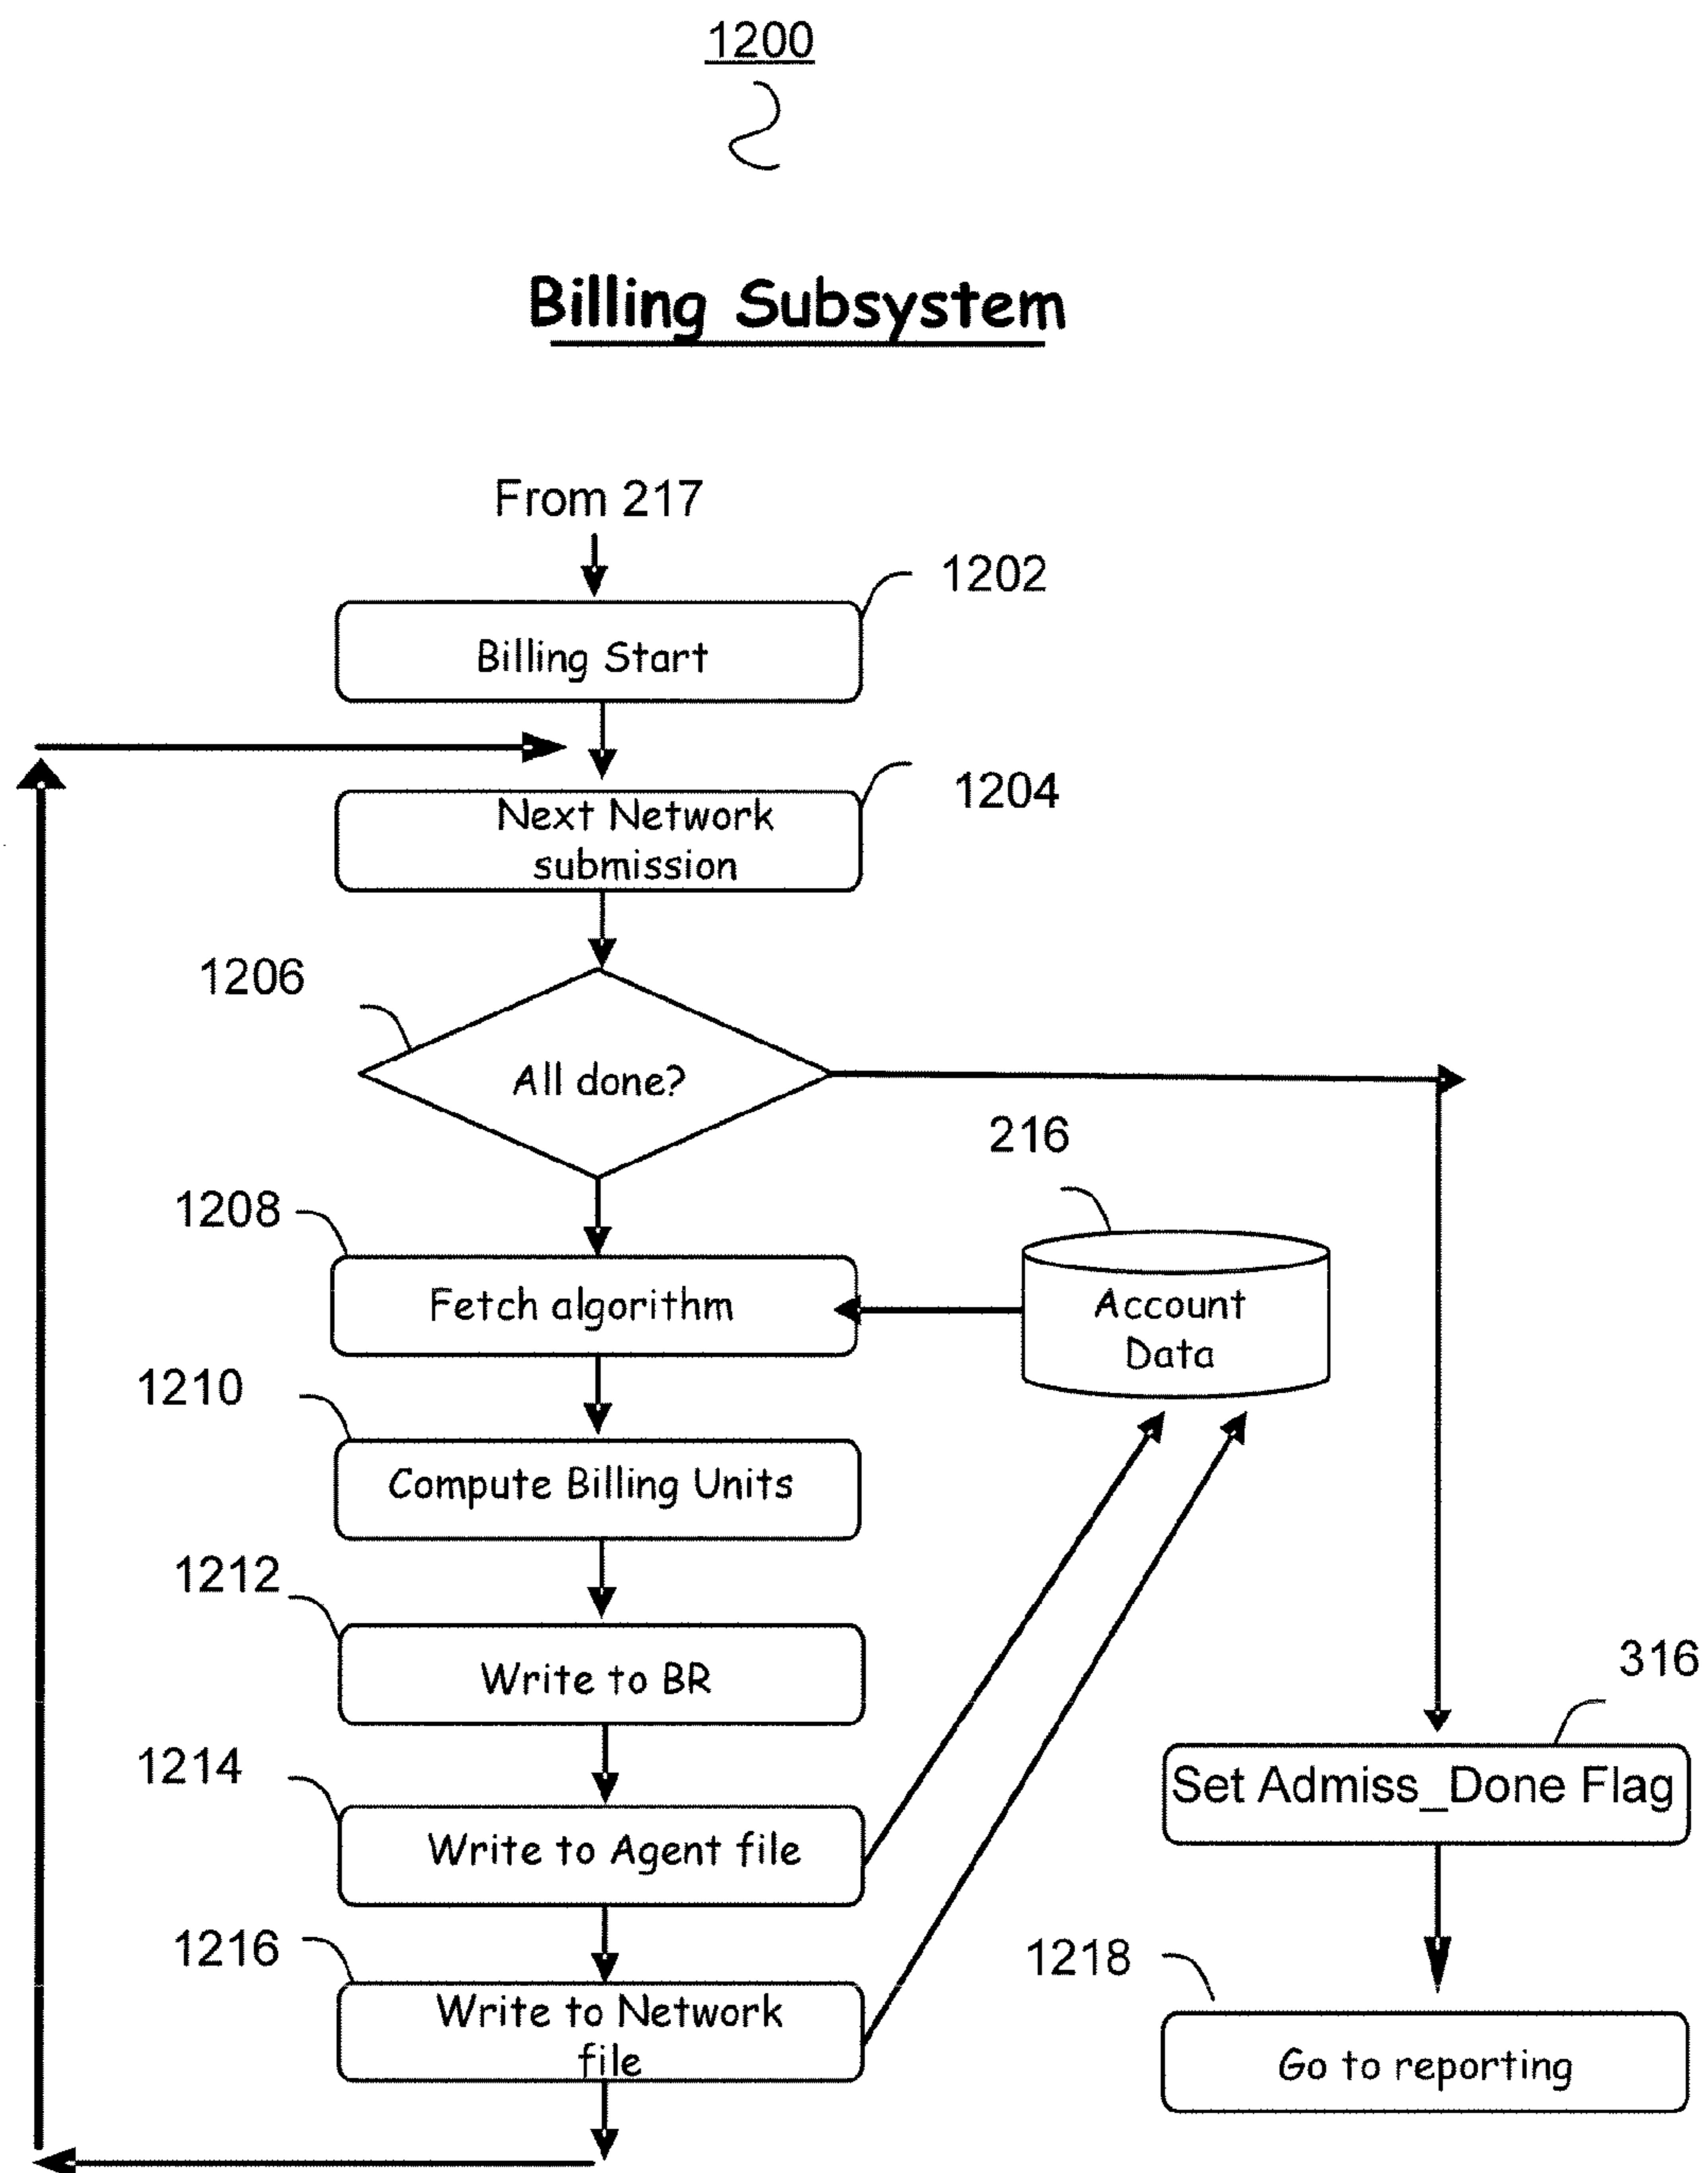 1200
Billing Subsystem
From 217
1202
Billing Start
1204
Next Network
submission
1206
All done?
216
1208
Fetch algorithm
Account
Data
1210
Compute Billing Units
1212
Write to BR
316
1214
Set Admiss_Done Flag
Write to Agent file
1216
1218
Write to Network
file
Go to reporting